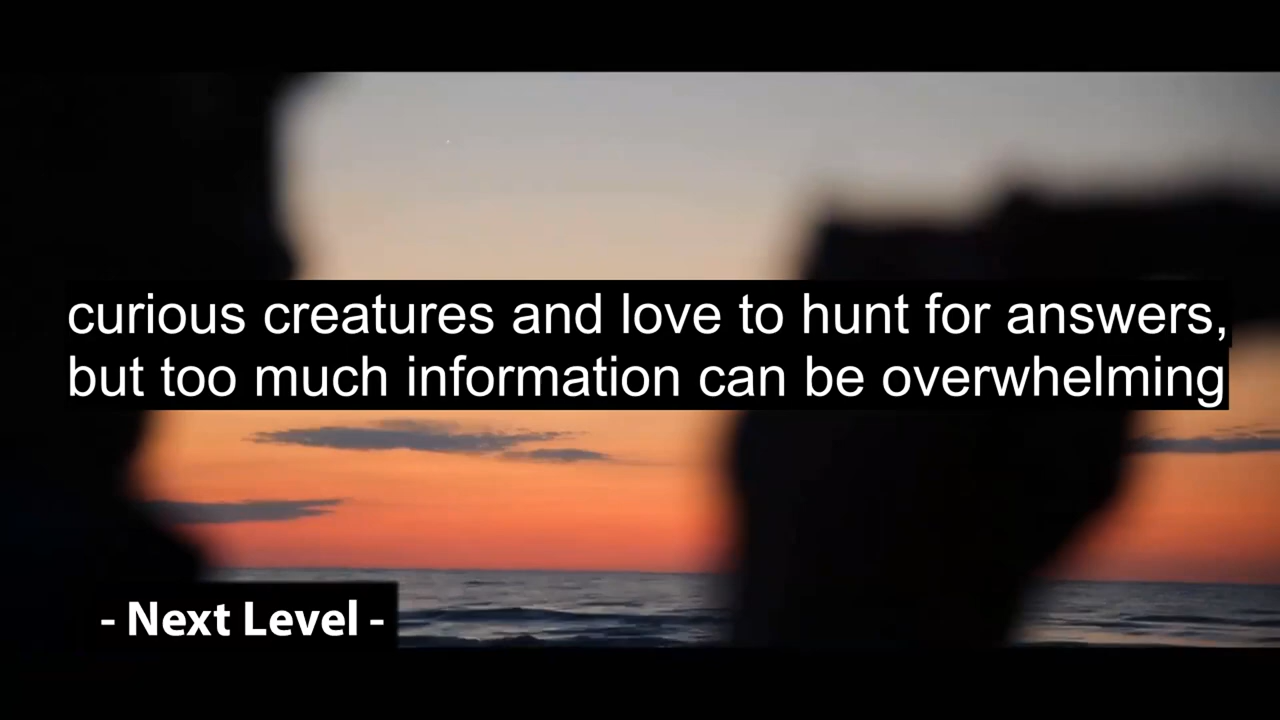 curious creatures and love to hunt for answers,
but too much information can be overwhelming
- Next Level -